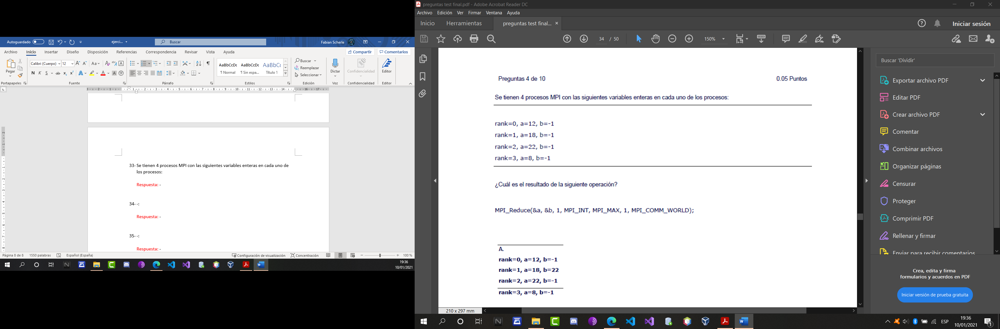 Autoguardado
ejerci...
Buscar
Fabian Scherle
Archivo Inicio Insertar Diseño Disposición Referencias Correspondencia Revisar Vista Ayuda
Compartir Comentarios
Pegar
Calibri (Cuerpo) 12
N K S ab x₂ x²
AaBbCcDc AaBbCcDc AaBbCc
¶ Normal ¶ Sin espa... Título 1
Buscar
Reemplazar
Seleccionar
Dictar
Confidencialidad
Editor
Portapapeles Fuente Párrafo Estilos Edición Voz Confidencialidad Editor
33- Se tienen 4 procesos MPI con las siguientes variables enteras en cada uno de
los procesos:
Respuesta: -
34- -:
Respuesta: -
35- -:
Respuesta: -
Página 8 de 8 1550 palabras Español (España) Configuración de visualización Concentración 100 %
19:36
10/01/2021
preguntas test final.pdf - Adobe Acrobat Reader DC
Archivo Edición Ver Firmar Ventana Ayuda
Inicio Herramientas preguntas test final... Iniciar sesión
34 / 50 150%
Preguntas 4 de 10 0.05 Puntos
Se tienen 4 procesos MPI con las siguientes variables enteras en cada uno de los procesos:
rank=0, a=12, b=-1
rank=1, a=18, b=-1
rank=2, a=22, b=-1
rank=3, a=8, b=-1
¿Cuál es el resultado de la siguiente operación?
MPI_Reduce(&a, &b, 1, MPI_INT, MPI_MAX, 1, MPI_COMM_WORLD);
A.
rank=0, a=12, b=-1
rank=1, a=18, b=22
rank=2, a=22, b=-1
rank=3, a=8, b=-1
210 x 297 mm
Buscar 'Dividir'
Exportar archivo PDF
Editar PDF
Crear archivo PDF
Comentar
Combinar archivos
Organizar páginas
Censurar
Proteger
Comprimir PDF
Rellenar y firmar
Enviar para recibir comentarios
Crea, edita y firma
formularios y acuerdos en PDF
Iniciar versión de prueba gratuita
ESP
19:36
10/01/2021